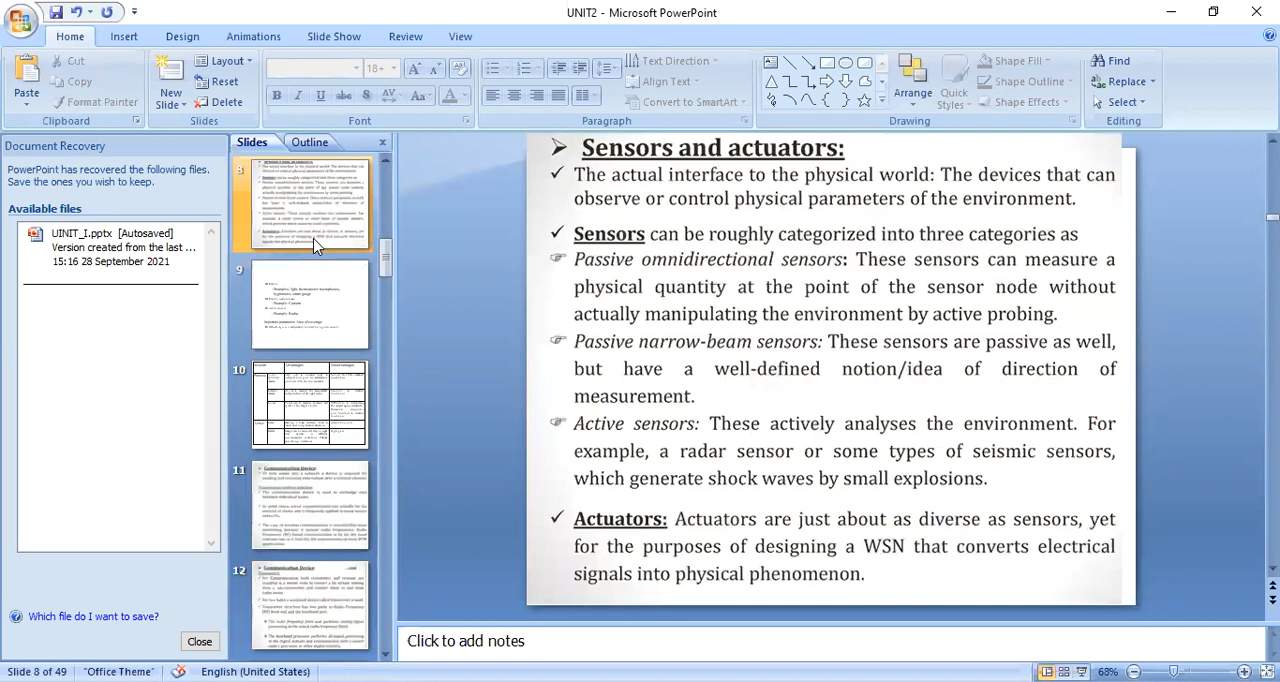 UNIT2 - Microsoft PowerPoint
Home Insert Design Animations Slide Show Review View
Paste Cut Copy Format Painter
Clipboard
New Slide Layout Reset Delete
Slides
18+
B I U abc S AV Aa A
Font
Text Direction
Align Text
Convert to SmartArt
Paragraph
Arrange Quick Styles Shape Fill Shape Outline Shape Effects
Drawing
Find
Replace
Select
Editing
Document Recovery
PowerPoint has recovered the following files.
Save the ones you wish to keep.
Available files
UINIT_I.pptx [Autosaved]
Version created from the last ...
15:16 28 September 2021
Which file do I want to save?
Close
Slides Outline
8
9
10
11
Communication Device:
12
Communication Device:
Sensors and actuators:
The actual interface to the physical world: The devices that can
observe or control physical parameters of the environment.
Sensors can be roughly categorized into three categories as
Passive omnidirectional sensors: These sensors can measure a
physical quantity at the point of the sensor node without
actually manipulating the environment by active probing.
Passive narrow-beam sensors: These sensors are passive as well,
but have a well-defined notion/idea of direction of
measurement.
Active sensors: These actively analyses the environment. For
example, a radar sensor or some types of seismic sensors,
which generate shock waves by small explosions.
Actuators: Actuators are just about as diverse as sensors, yet
for the purposes of designing a WSN that converts electrical
signals into physical phenomenon.
Click to add notes
Slide 8 of 49 "Office Theme" English (United States) 68%